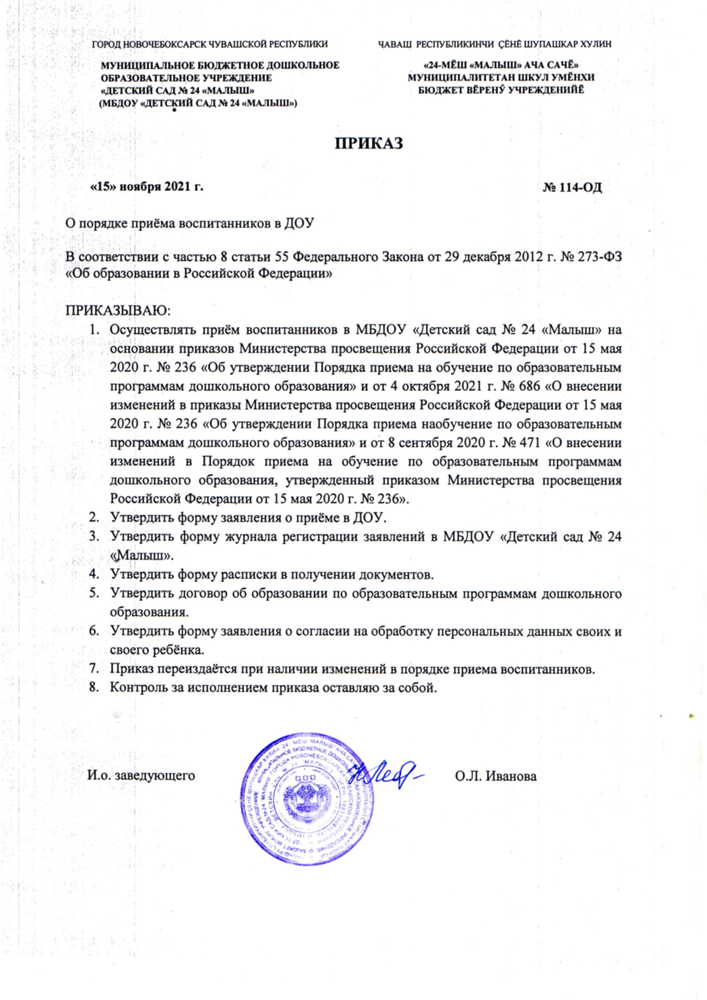 ГОРОД НОВОЧЕБОКСАРСК ЧУВАШСКОЙ РЕСПУБЛИКИ
МУНИЦИПАЛЬНОЕ БЮДЖЕТНОЕ ДОШКОЛЬНОЕ
ОБРАЗОВАТЕЛЬНОЕ УЧРЕЖДЕНИЕ
«ДЕТСКИЙ САД № 24 «МАЛЫШ»
(МБДОУ «ДЕТСКИЙ САД № 24 «МАЛЫШ»)
ЧАВАШ РЕСПУБЛИКИНЧИ ÇĔНĔ ШУПАШКАР ХУЛИН
«24-МĔШ «МАЛЫШ» АЧА САЧĔ»
МУНИЦИПАЛИТЕТАН ШКУЛ УМĔНХИ
БЮДЖЕТ ВĔРЕНӲ УЧРЕЖДЕНИЙĔ
ПРИКАЗ
«15» ноября 2021 г.
№ 114-ОД
О порядке приёма воспитанников в ДОУ
В соответствии с частью 8 статьи 55 Федерального Закона от 29 декабря 2012 г. № 273-ФЗ
«Об образовании в Российской Федерации»
ПРИКАЗЫВАЮ:
1. Осуществлять приём воспитанников в МБДОУ «Детский сад № 24 «Малыш» на
основании приказов Министерства просвещения Российской Федерации от 15 мая
2020 г. № 236 «Об утверждении Порядка приема на обучение по образовательным
программам дошкольного образования» и от 4 октября 2021 г. № 686 «О внесении
изменений в приказы Министерства просвещения Российской Федерации от 15 мая
2020 г. № 236 «Об утверждении Порядка приема наобучение по образовательным
программам дошкольного образования» и от 8 сентября 2020 г. № 471 «О внесении
изменений в Порядок приема на обучение по образовательным программам
дошкольного образования, утвержденный приказом Министерства просвещения
Российской Федерации от 15 мая 2020 г. № 236».
2. Утвердить форму заявления о приёме в ДОУ.
3. Утвердить форму журнала регистрации заявлений в МБДОУ «Детский сад № 24
«Малыш».
4. Утвердить форму расписки в получении документов.
5. Утвердить договор об образовании по образовательным программам дошкольного
образования.
6. Утвердить форму заявления о согласии на обработку персональных данных своих и
своего ребёнка.
7. Приказ переиздаётся при наличии изменений в порядке приема воспитанников.
8. Контроль за исполнением приказа оставляю за собой.
И.о. заведующего
О.Л. Иванова